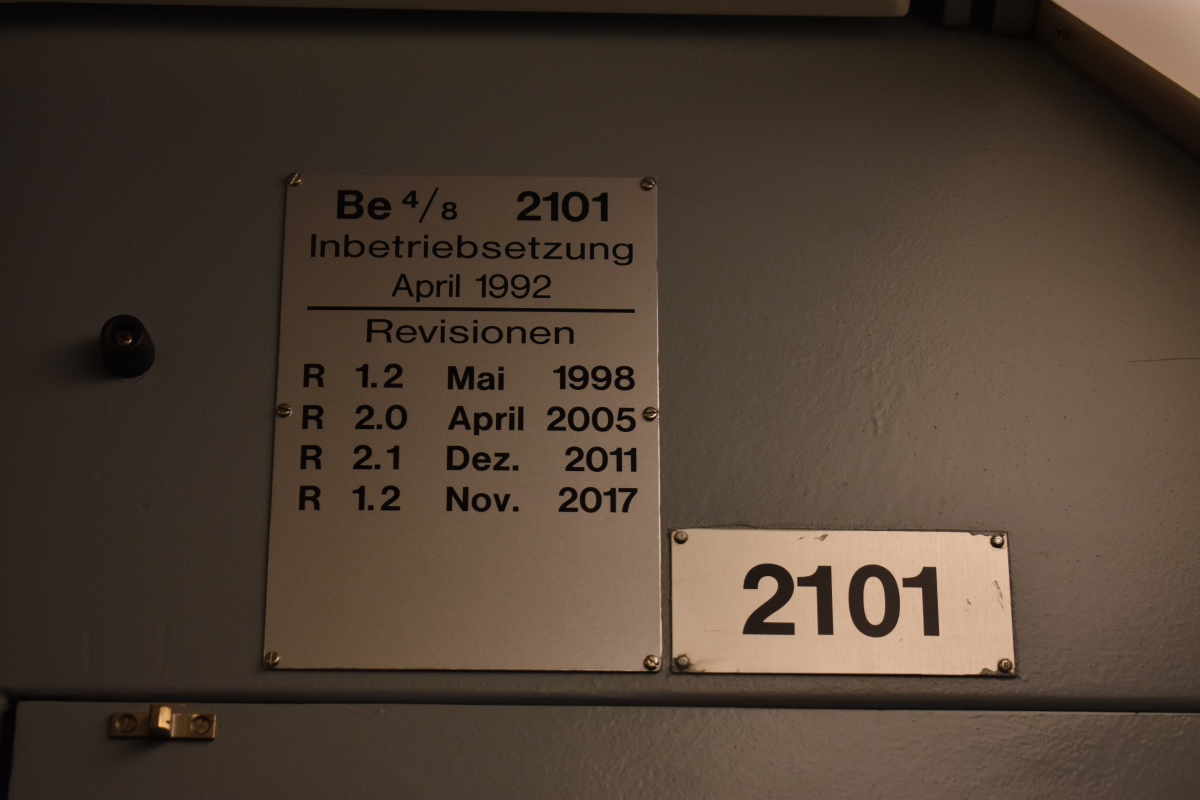 Be 4/8 2101
Inbetriebsetzung
April 1992
Revisionen
R 1.2 Mai 1998
R 2.0 April 2005
R 2.1 Dez. 2011
R 1.2 Nov. 2017
2101